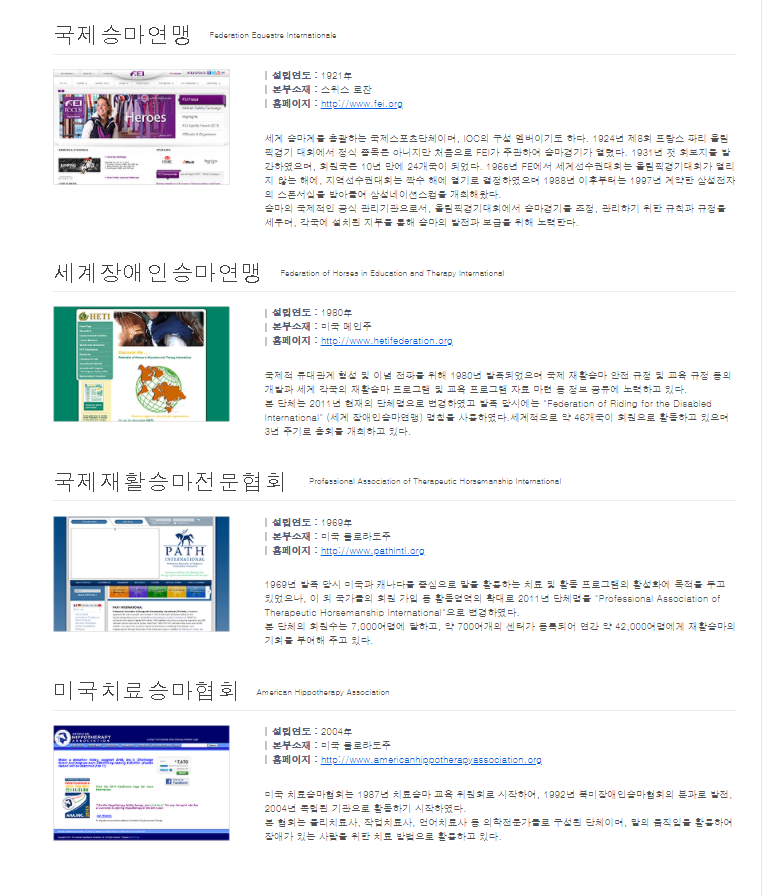 국제승마연맹 Federation Equestre Internationale
| 설립연도 : 1921年
| 본부소재 : 스위스 로잔
| 홈페이지 : http://www.fei.org
FEI
FOCUS
Heroes
세계 승마계를 총괄하는 국제스포츠단체이며, IOC의 구성 멤버이기도 하다. 1924년 제8회 프랑스 파리 올림
픽경기 대회에서 정식 종목은 아니지만 처음으로 FEI가 주관하여 승마경기가 열렸다. 1931년 첫 회보지를 발
간하였으며, 회원국은 10년 만에 24개국이 되었다. 1966년 FE에서 세계선수권대회는 올림픽경기대회가 열리
지 않는 해에, 지역선수권대회는 짝수 해에 열기로 결정하였으며 1988년 이후부터는 1997년 계약한 삼성전자
의 스폰서십을 받아들여 삼성네이션스컵을 개최해왔다.
승마의 국제적인 공식 관리기관으로서, 올림픽경기대회에서 승마경기를 조정, 관리하기 위한 규칙과 규정을
세우며, 각국에 설치된 지부를 통해 승마의 발전과 보급을 위해 노력한다.
세계장애인승마연맹 Federation of Horses in Education and Therapy International
| 설립연도 : 1980年
| 본부소재 : 미국 메인주
| 홈페이지 : http://www.hetifederation.org
HETI
국제적 유대관계 형성 및 이념 전파를 위해 1980년 발족되었으며 국제 재활승마 안전 규정 및 교육 규정 등의
개발과 세계 각국의 재활승마 프로그램 및 교육 프로그램 자료 마련 등 정보 공유에 노력하고 있다.
본 단체는 2011년 현재의 단체명으로 변경하였고 발족 당시에는 "Federation of Riding for the Disabled
International" (세계 장애인승마연맹) 명칭을 사용하였다.세계적으로 약 46개국이 회원으로 활동하고 있으며
3년 주기로 총회를 개최하고 있다.
국제재활승마전문협회 Professional Association of Therapeutic Horsemanship International
| 설립연도 : 1969年
| 본부소재 : 미국 콜로라도주
| 홈페이지 : http://www.pathintl.org
PATH
INTERNATIONAL
PATH INTERNATIONAL
1969년 발족 당시 미국과 캐나다를 중심으로 말을 활용하는 치료 및 활동 프로그램의 활성화에 목적을 두고
있었으나, 이 외 국가들의 회원 가입 등 활동영역의 확대로 2011년 단체명을 "Professional Association of
Therapeutic Horsemanship International"으로 변경하였다.
본 단체의 회원수는 7,000여명에 달하고, 약 700여개의 센터가 등록되어 연간 약 42,000여명에게 재활승마의
기회를 부여해 주고 있다.
미국치료승마협회 American Hippotherapy Association
| 설립연도 : 2004年
| 본부소재 : 미국 콜로라도주
| 홈페이지 : http://www.americanhippotherapyassociation.org
HIPPOTHERAPY
ASSOCIATION
미국 치료승마협회는 1987년 치료승마 교육 위원회로 시작하여, 1992년 북미장애인승마협회의 분과로 발전,
2004년 독립된 기관으로 활동하기 시작하였다.
본 협회는 물리치료사, 작업치료사, 언어치료사 등 의학전문가들로 구성된 단체이며, 말의 움직임을 활용하여
장애가 있는 사람을 위한 치료 방법으로 활용하고 있다.